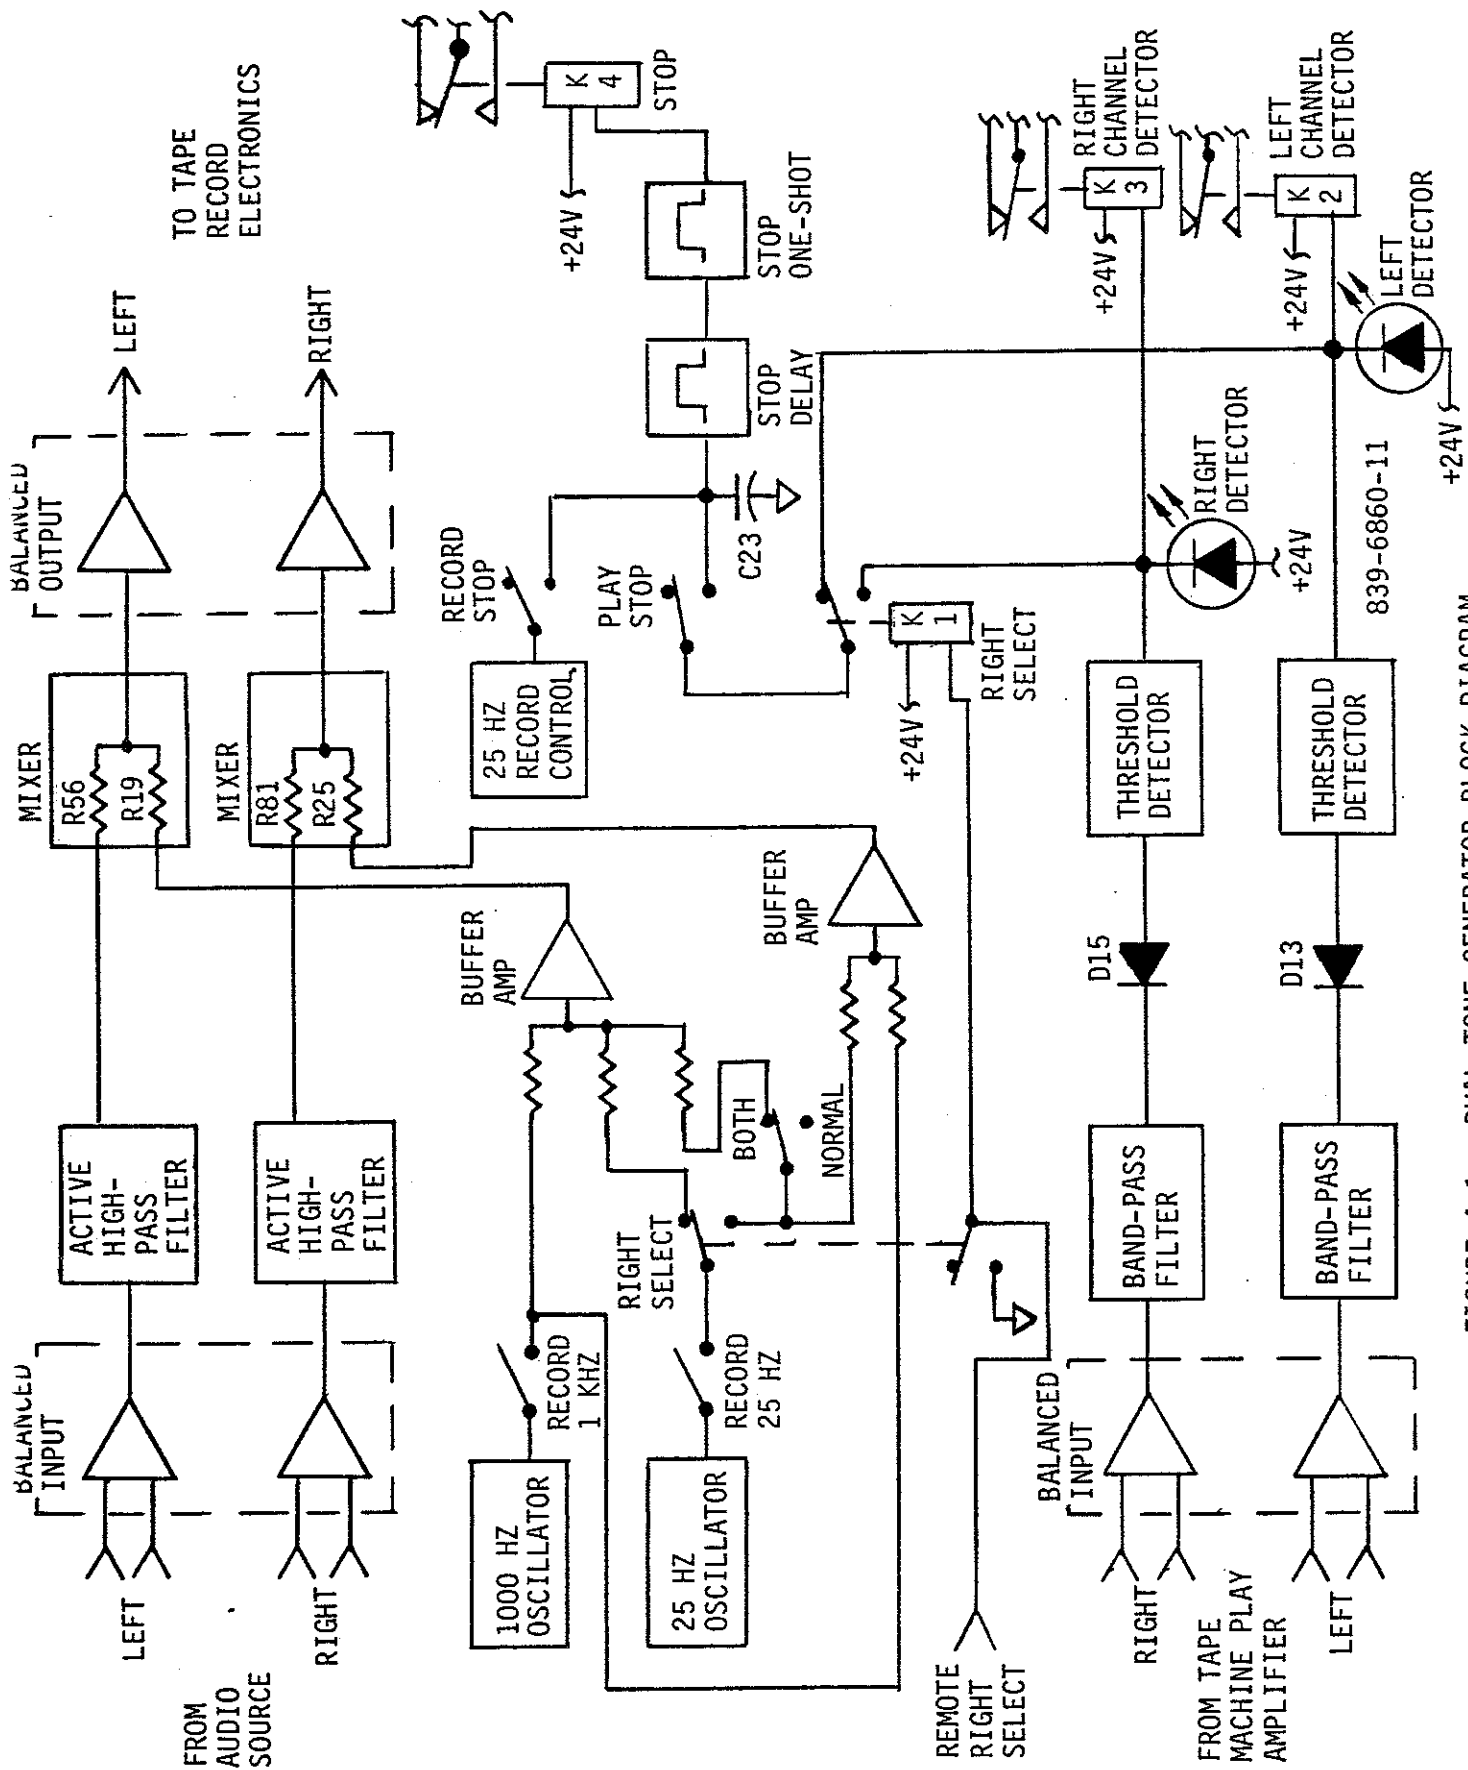 FROM
AUDIO
SOURCE
LEFT
RIGHT
BALANCED
INPUT
ACTIVE
HIGH-
PASS
FILTER
ACTIVE
HIGH-
PASS
FILTER
MIXER
R56
R19
MIXER
R81
R25
BALANCED
OUTPUT
LEFT
RIGHT
TO TAPE
RECORD
ELECTRONICS
1000 HZ
OSCILLATOR
RECORD
1 KHZ
25 HZ
OSCILLATOR
RECORD
25 HZ
RIGHT
SELECT
BOTH
NORMAL
BUFFER
AMP
BUFFER
AMP
25 HZ
RECORD
CONTROL
RECORD
STOP
PLAY
STOP
C23
STOP
DELAY
STOP
ONE-SHOT
+24V
K
4
STOP
REMOTE
RIGHT
SELECT
+24V
K
1
RIGHT
SELECT
FROM TAPE
MACHINE PLAY
AMPLIFIER
RIGHT
LEFT
BALANCED
INPUT
BAND-PASS
FILTER
BAND-PASS
FILTER
D15
D13
THRESHOLD
DETECTOR
THRESHOLD
DETECTOR
RIGHT
DETECTOR
+24V
+24V
K
3
RIGHT
CHANNEL
DETECTOR
+24V
K
2
LEFT
CHANNEL
DETECTOR
LEFT
DETECTOR
+24V
839-6860-11